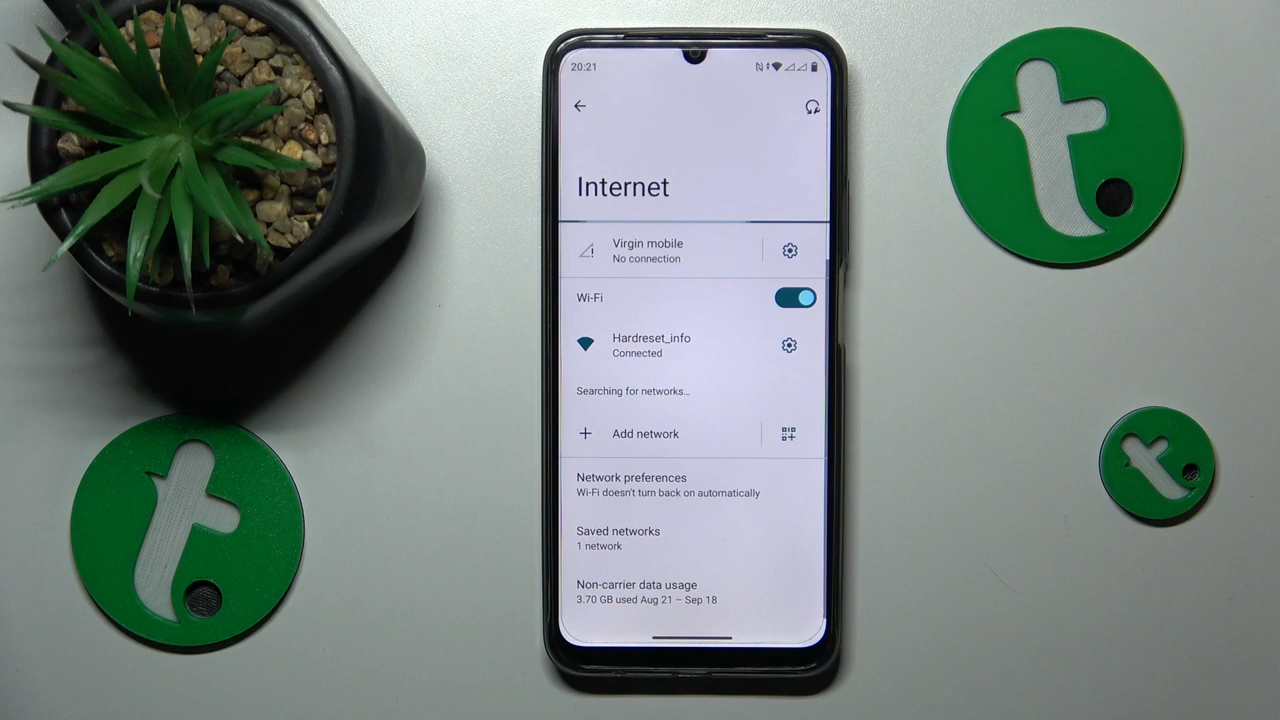 20:21
Internet
Virgin mobile
No connection
Wi-Fi
Hardreset_info
Connected
Searching for networks…
Add network
Network preferences
Wi-Fi doesn't turn back on automatically
Saved networks
1 network
Non-carrier data usage
3.70 GB used Aug 21 – Sep 18
t.
t.
t.